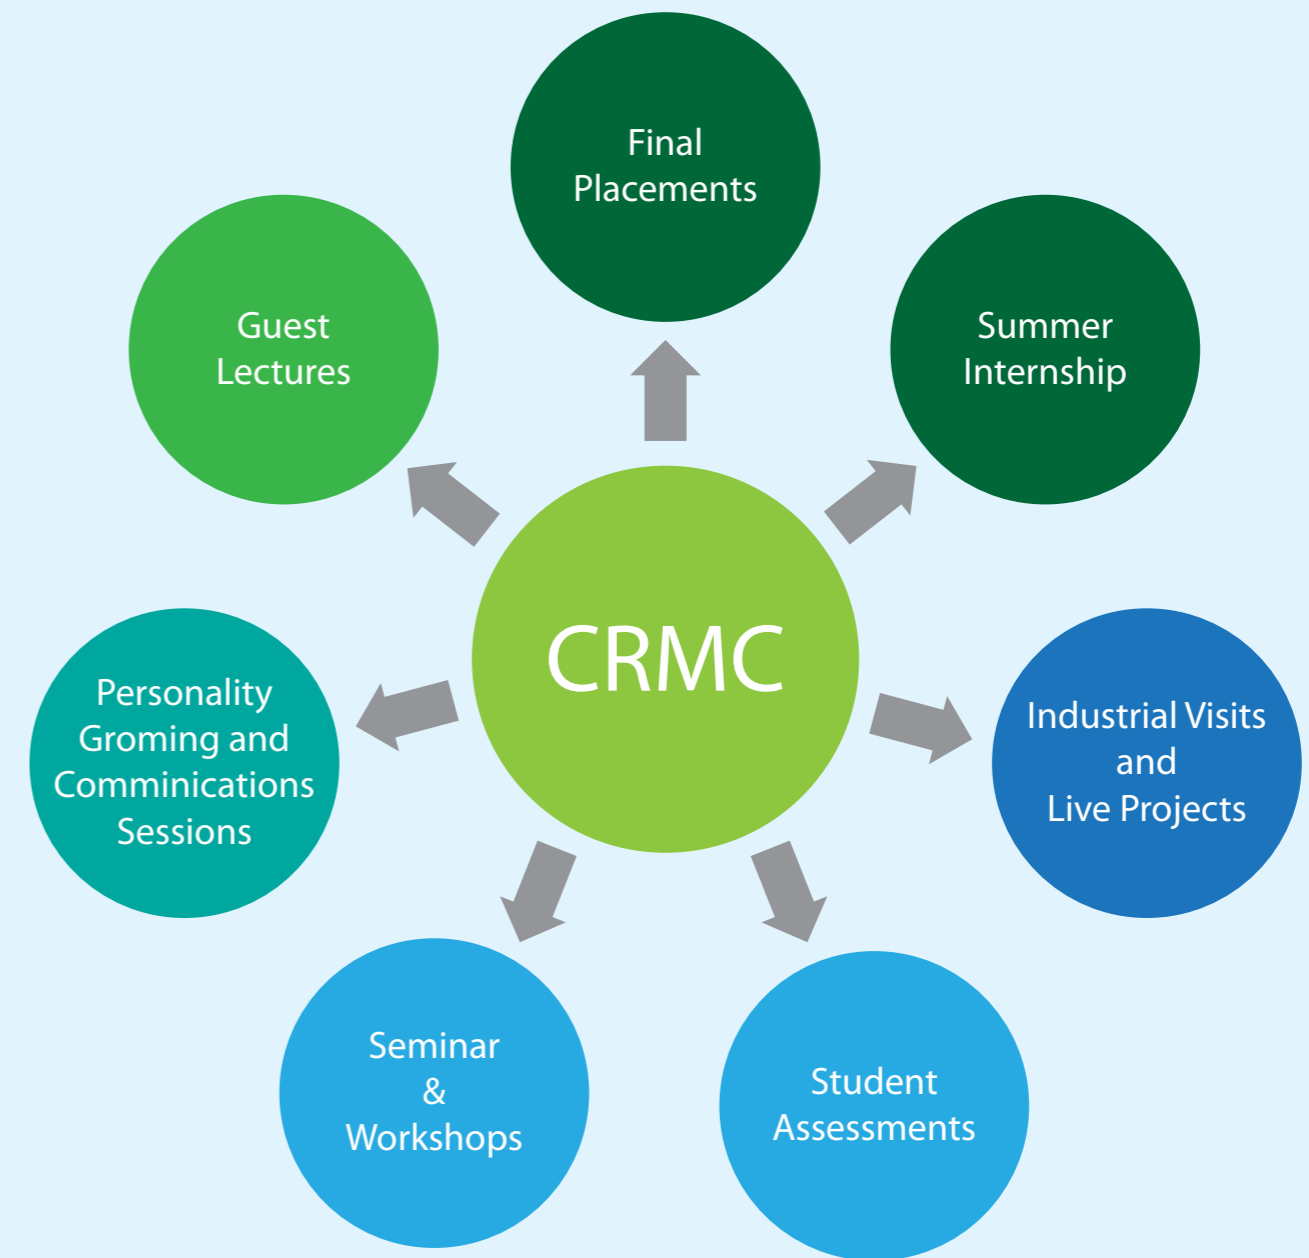 Final
Placements
Guest
Lectures
Summer
Internship
CRMC
Personality
Groming and
Comminications
Sessions
Industrial Visits
and
Live Projects
Seminar
&
Workshops
Student
Assessments